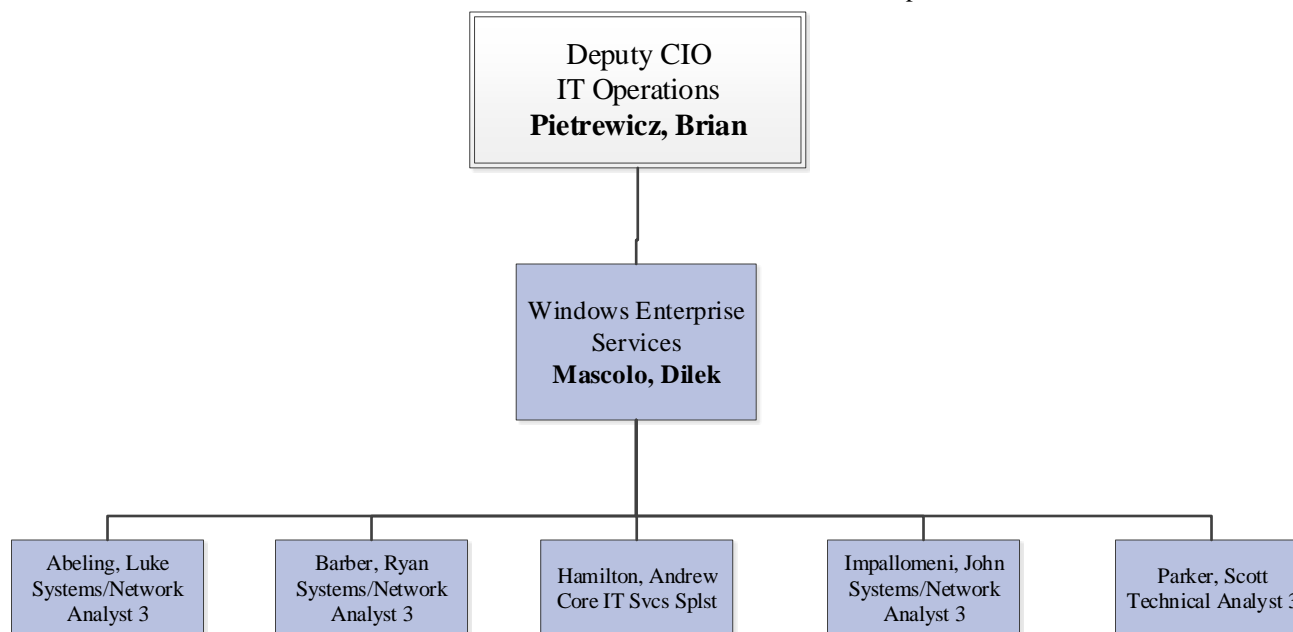 Deputy CIO
IT Operations
Pietrewicz, Brian
Windows Enterprise
Services
Mascolo, Dilek
Abeling, Luke
Systems/Network
Analyst 3
Barber, Ryan
Systems/Network
Analyst 3
Hamilton, Andrew
Core IT Svcs Splst
Impallomeni, John
Systems/Network
Analyst 3
Parker, Scott
Technical Analyst 3